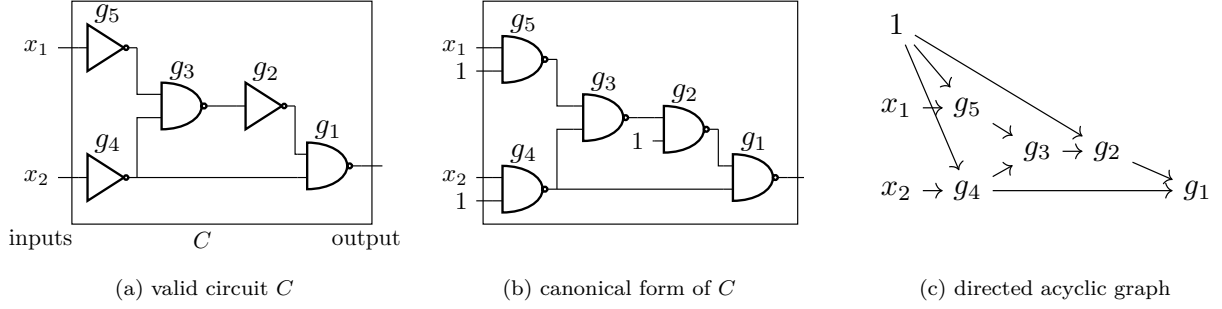 g5
x1
g3
g2
g4
g1
x2
inputs
C
output
(a) valid circuit C
g5
x1
1
g3
g2
g4
1
g1
x2
1
(b) canonical form of C
1
x1 g5
g3 g2
x2 g4 g1
(c) directed acyclic graph